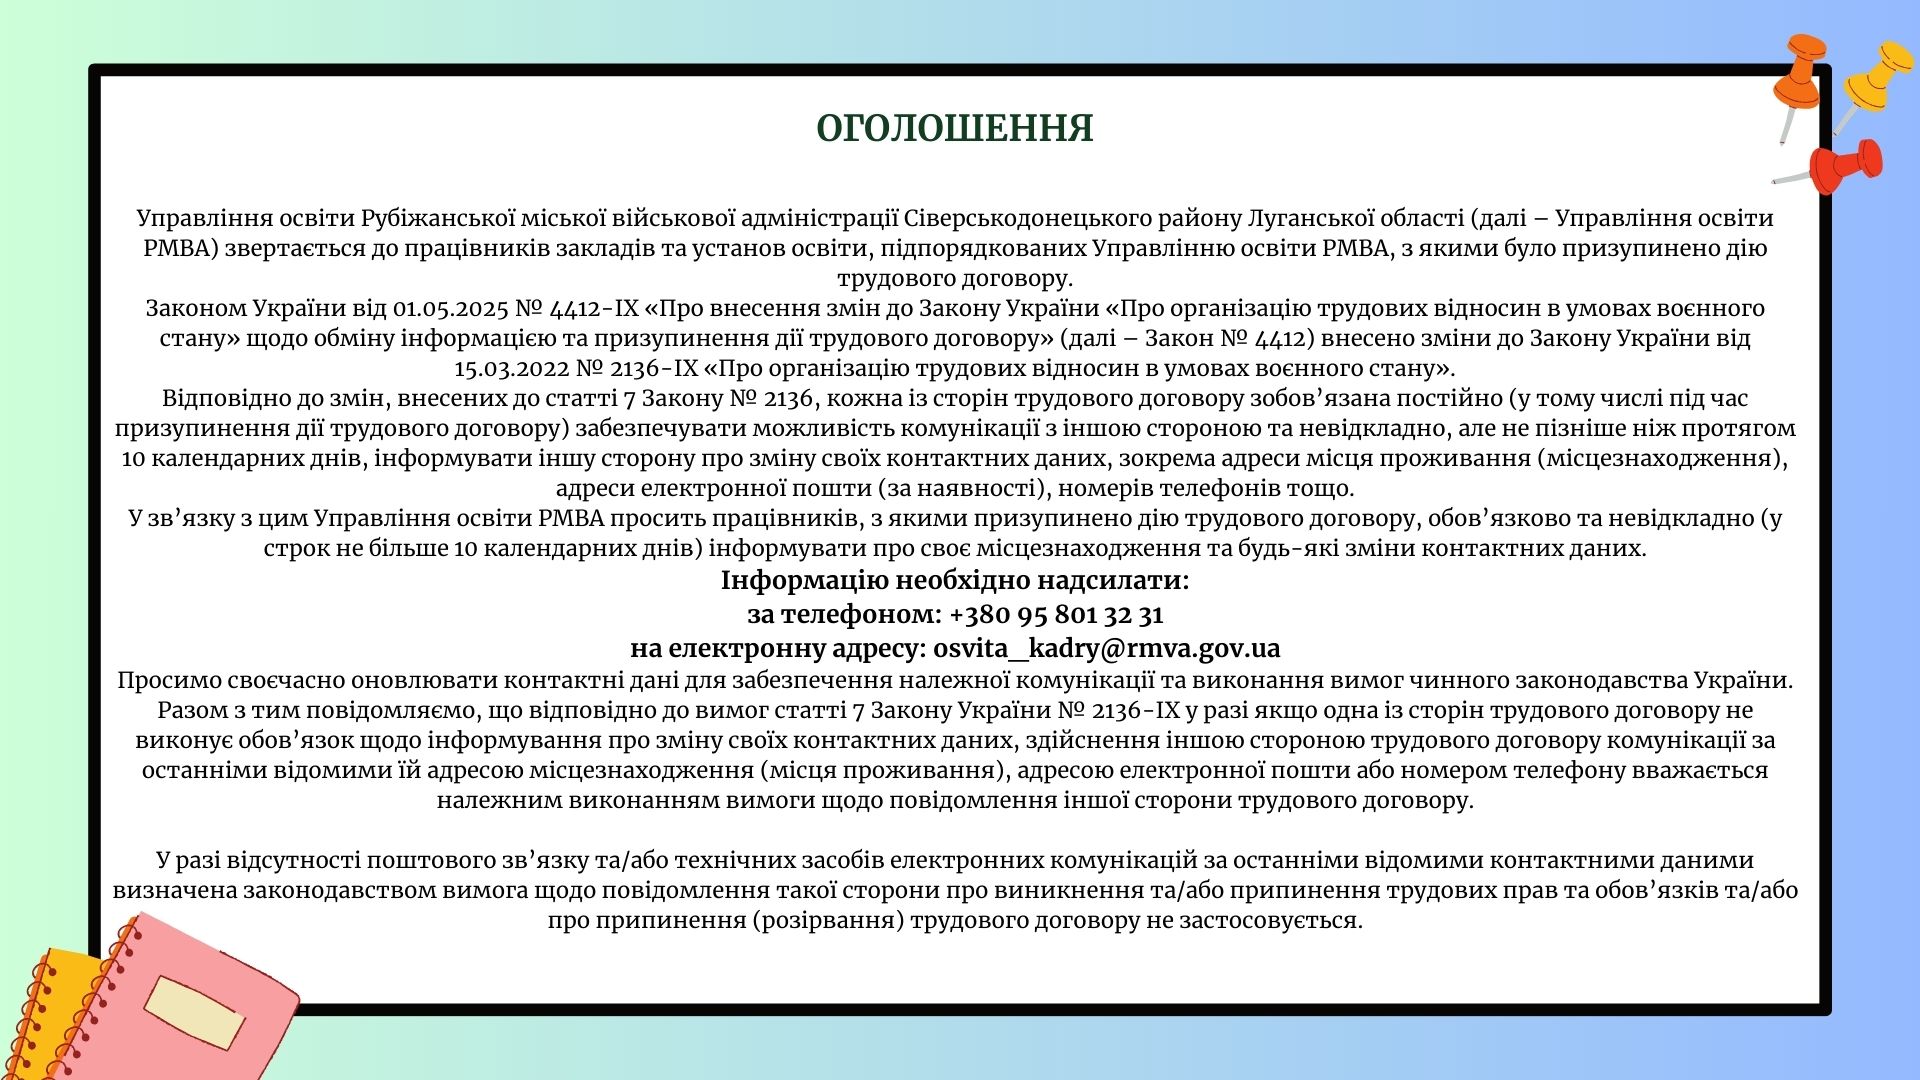 ОГОЛОШЕННЯ
Управління освіти Рубіжанської міської військової адміністрації Сіверськодонецького району Луганської області (далі – Управління освіти
РМВА) звертається до працівників закладів та установ освіти, підпорядкованих Управлінню освіти РМВА, з якими було призупинено дію
трудового договору.
Законом України від 01.05.2025 № 4412-IX «Про внесення змін до Закону України «Про організацію трудових відносин в умовах воєнного
стану» щодо обміну інформацією та призупинення дії трудового договору» (далі – Закон № 4412) внесено зміни до Закону України від
15.03.2022 № 2136-IX «Про організацію трудових відносин в умовах воєнного стану».
Відповідно до змін, внесених до статті 7 Закону № 2136, кожна із сторін трудового договору зобов’язана постійно (у тому числі під час
призупинення дії трудового договору) забезпечувати можливість комунікації з іншою стороною та невідкладно, але не пізніше ніж протягом
10 календарних днів, інформувати іншу сторону про зміну своїх контактних даних, зокрема адреси місця проживання (місцезнаходження),
адреси електронної пошти (за наявності), номерів телефонів тощо.
У зв’язку з цим Управління освіти РМВА просить працівників, з якими призупинено дію трудового договору, обов’язково та невідкладно (у
строк не більше 10 календарних днів) інформувати про своє місцезнаходження та будь-які зміни контактних даних.
Інформацію необхідно надсилати:
за телефоном: +380 95 801 32 31
на електронну адресу: osvita_kadry@rmva.gov.ua
Просимо своєчасно оновлювати контактні дані для забезпечення належної комунікації та виконання вимог чинного законодавства України.
Разом з тим повідомляємо, що відповідно до вимог статті 7 Закону України № 2136-IX у разі якщо одна із сторін трудового договору не
виконує обов’язок щодо інформування про зміну своїх контактних даних, здійснення іншою стороною трудового договору комунікації за
останніми відомими їй адресою місцезнаходження (місця проживання), адресою електронної пошти або номером телефону вважається
належним виконанням вимоги щодо повідомлення іншої сторони трудового договору.
У разі відсутності поштового зв’язку та/або технічних засобів електронних комунікацій за останніми відомими контактними даними
визначена законодавством вимога щодо повідомлення такої сторони про виникнення та/або припинення трудових прав та обов’язків та/або
про припинення (розірвання) трудового договору не застосовується.